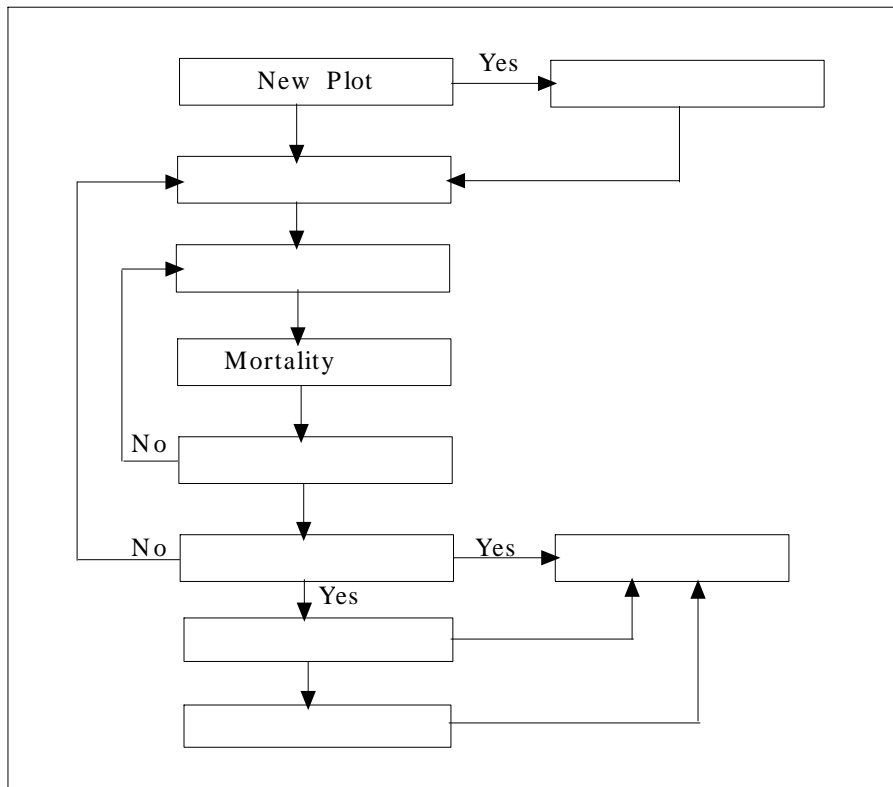 Yes
New Plot
Mortality
No
No
Yes
Yes